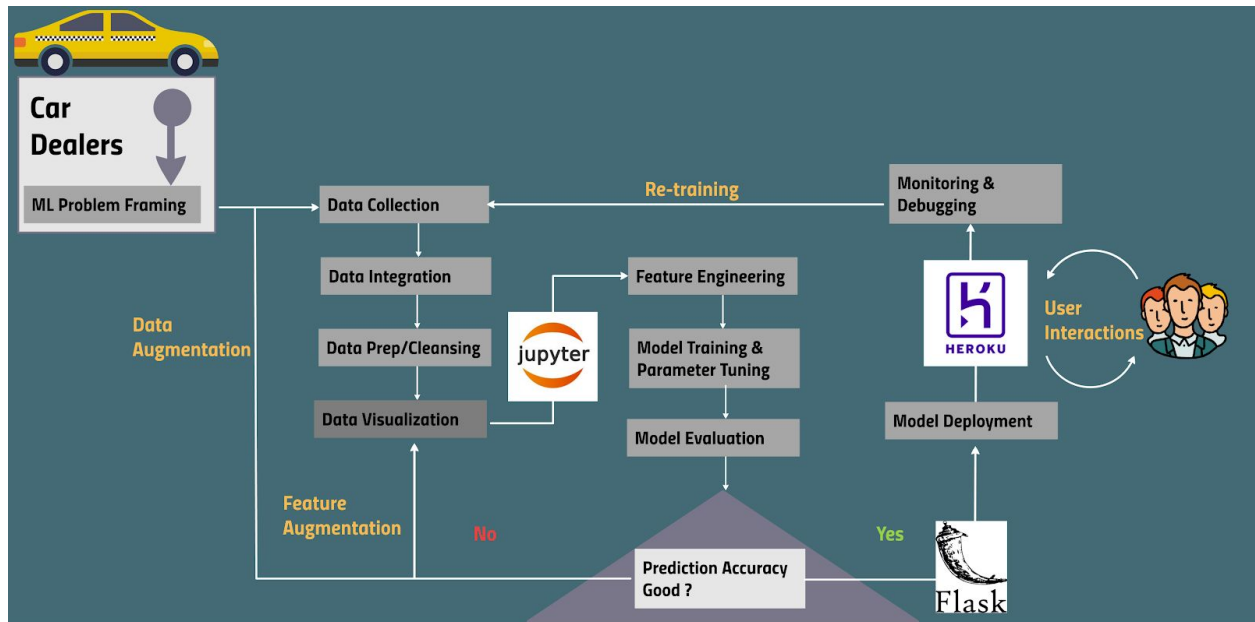 Car
Dealers
ML Problem Framing
Data Collection
Re-training
Monitoring &
Debugging
Data Integration
Feature Engineering
Data
Augmentation
Data Prep/Cleansing
jupyter
Model Training &
Parameter Tuning
HEROKU
User
Interactions
Data Visualization
Model Evaluation
Model Deployment
Feature
Augmentation
No
Yes
Prediction Accuracy
Good ?
Flask